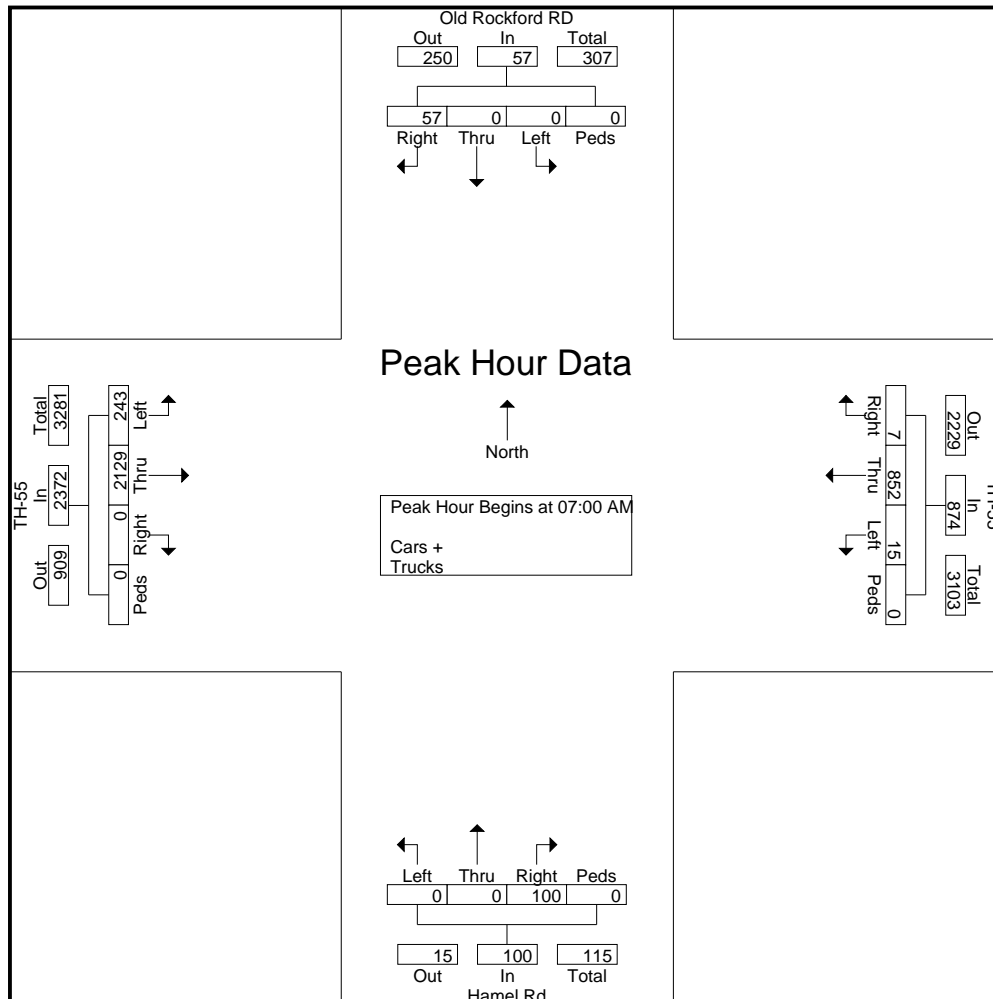 Old Rockford RD
Out In Total
250 57 307
57 0 0 0
Right Thru Left Peds
Peak Hour Data
North
Peak Hour Begins at 07:00 AM
Cars +
Trucks
TH-55
Out In Total
909 2372 3281
Left Thru Right Peds
243 2129 0 0
Right Thru Left Peds
7 852 15 0
Out In Total
2229 874 3103
Left Thru Right Peds
0 0 100 0
15 100 115
Out In Total
Hamel Rd